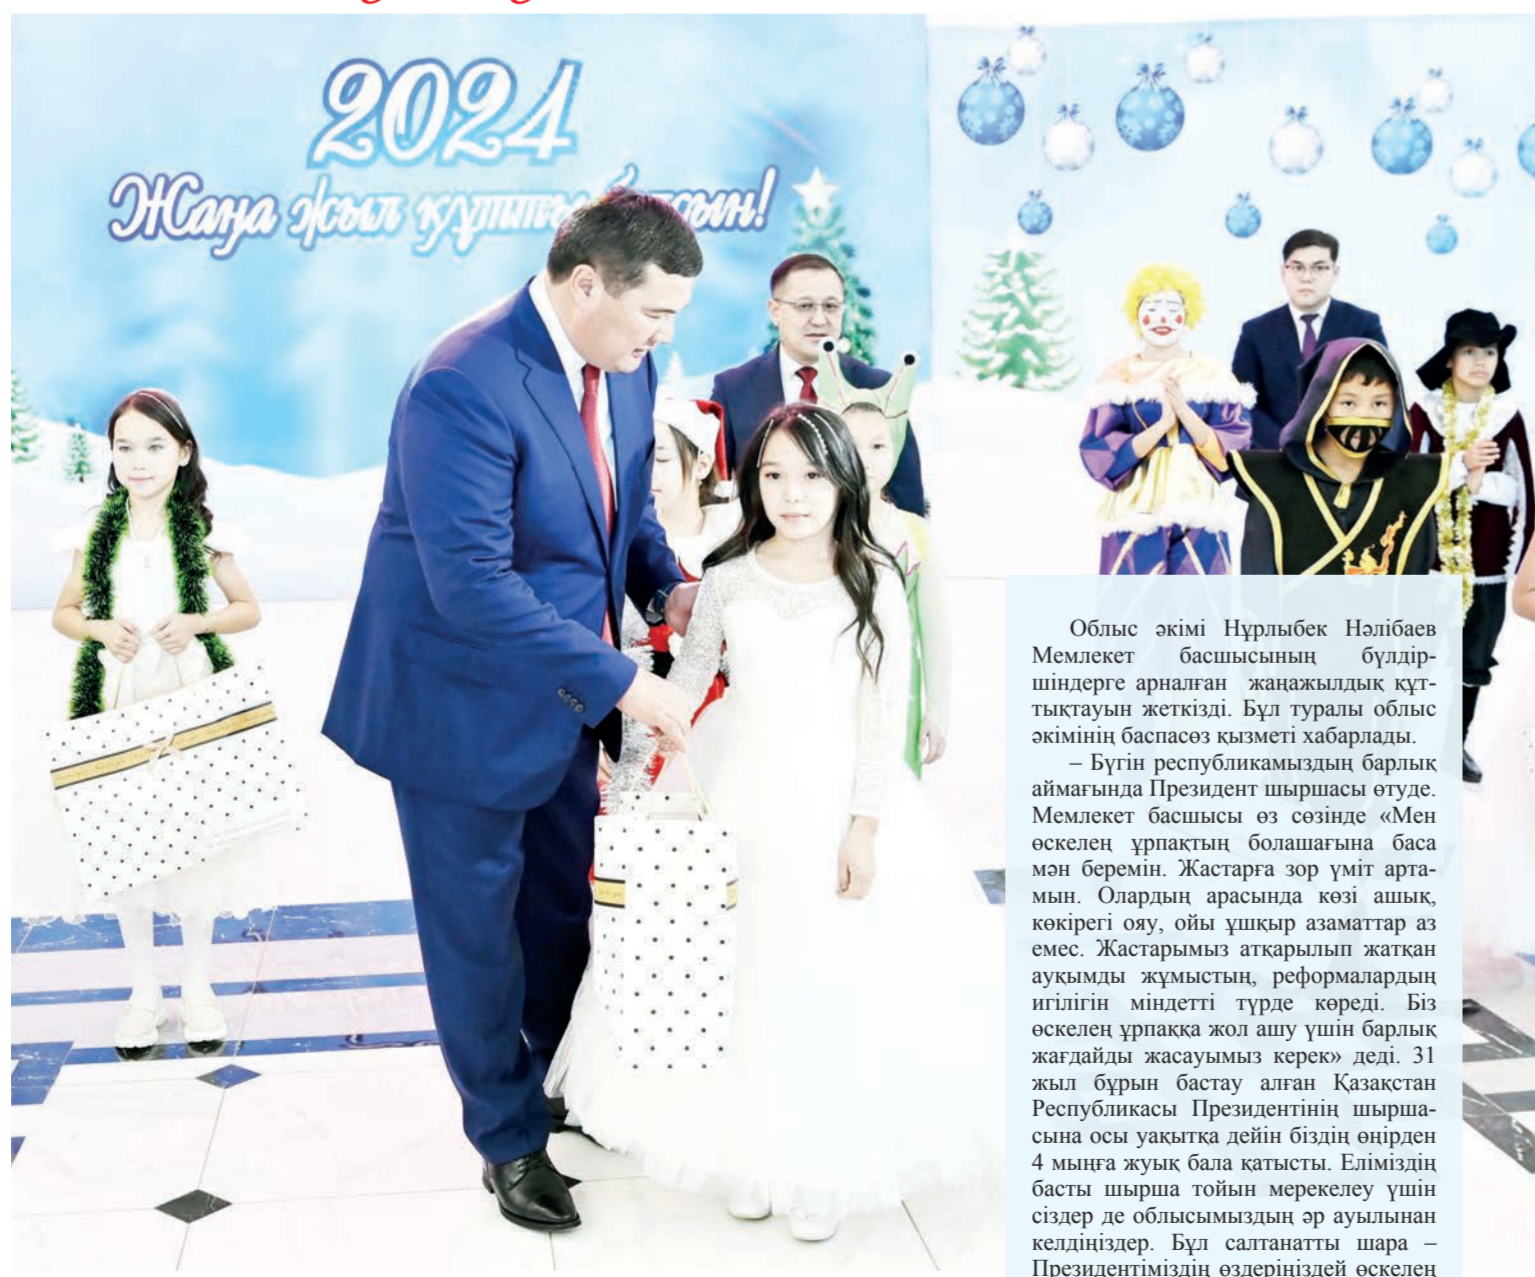 2024
Жаңа жыл құтты болсын!
Облыс әкімі Нұрлыбек Нәлібаев
Мемлекет басшысының бүлдір-
шіндерге арналған жаңажылдық құт-
тықтауын жеткізді. Бұл туралы облыс
әкімінің баспасөз қызметі хабарлады.
– Бүгін республикамыздың барлық
аймағында Президент шыршасы өтуде.
Мемлекет басшысы өз сөзінде «Мен
өскелең ұрпақтың болашағына баса
мән беремін. Жастарға зор үміт арта-
мын. Олардың арасында көзі ашық,
көкірегі ояу, ойы ұшқыр азаматтар аз
емес. Жастарымыз атқарылып жатқан
ауқымды жұмыстың, реформалардың
игілігін міндетті түрде көреді. Біз
өскелең ұрпаққа жол ашу үшін барлық
жағдайды жасауымыз керек» деді. 31
жыл бұрын бастау алған Қазақстан
Республикасы Президентінің шырша-
сына осы уақытқа дейін біздің өңірден
4 мыңға жуық бала қатысты. Еліміздің
басты шырша тойын мерекелеу үшін
сіздер де облысымыздың әр ауылынан
келдіңіздер. Бұл салтанатты шара –
Президентіміздің өздеріңіздей өскелең